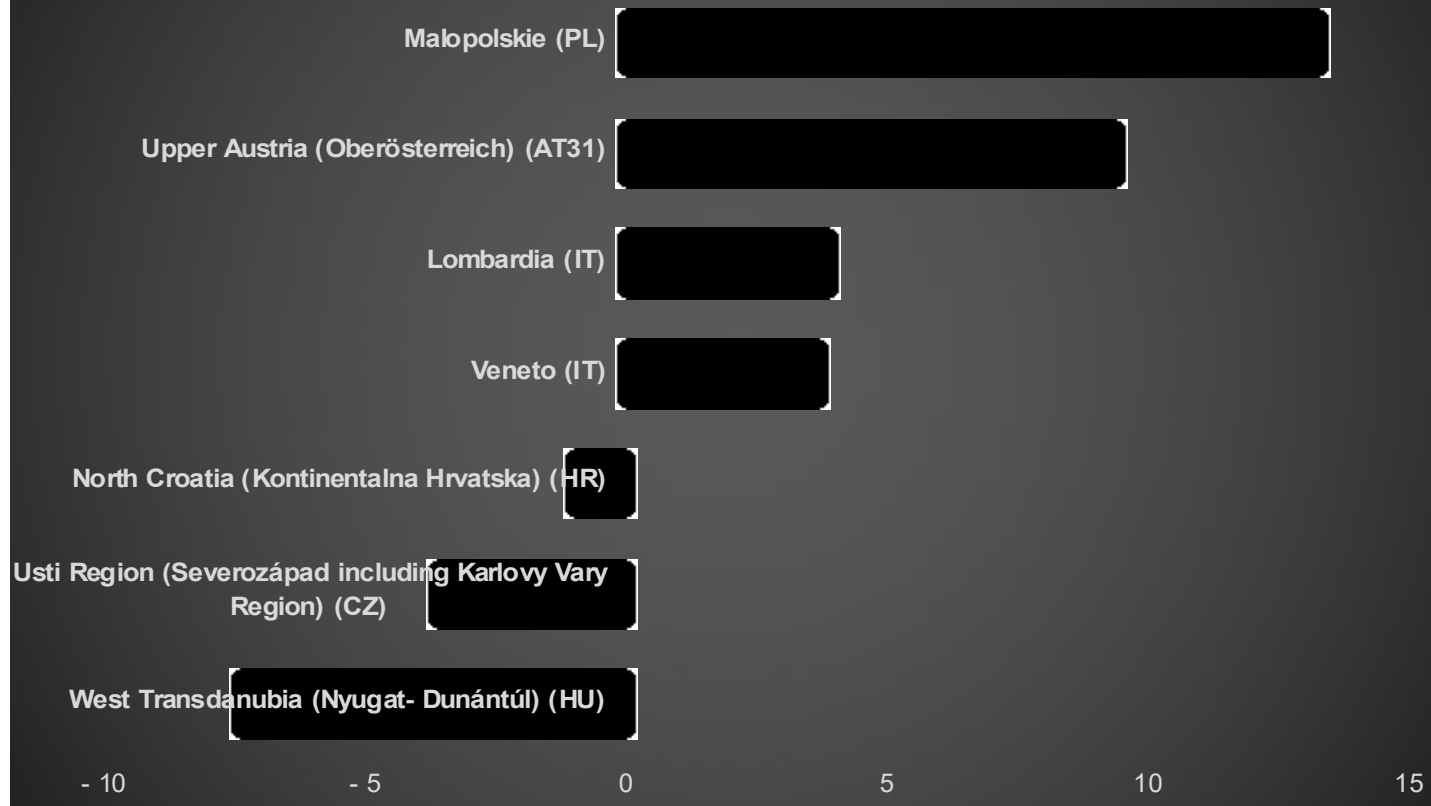 Malopolskie (PL)
Upper Austria (Oberösterreich) (AT31)
Lombardia (IT)
Veneto (IT)
North Croatia (Kontinentalna Hrvatska) (HR)
Usti Region (Severozápad including Karlovy Vary
Region) (CZ)
West Transdanubia (Nyugat- Dunántúl) (HU)
- 10 - 5 0 5 10 15